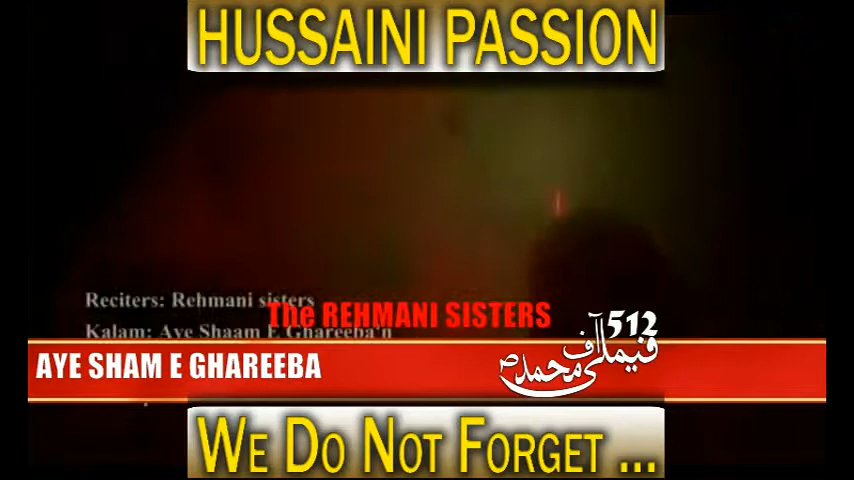 HUSSAINI PASSION
Reciters: Rehmani sisters
The REHMANI SISTERS
Kalam: Aye Shaam E Ghareeba'n
512
فیملی آف محمدؐ
AYE SHAM E GHAREEBA
WE DO NOT FORGET ...